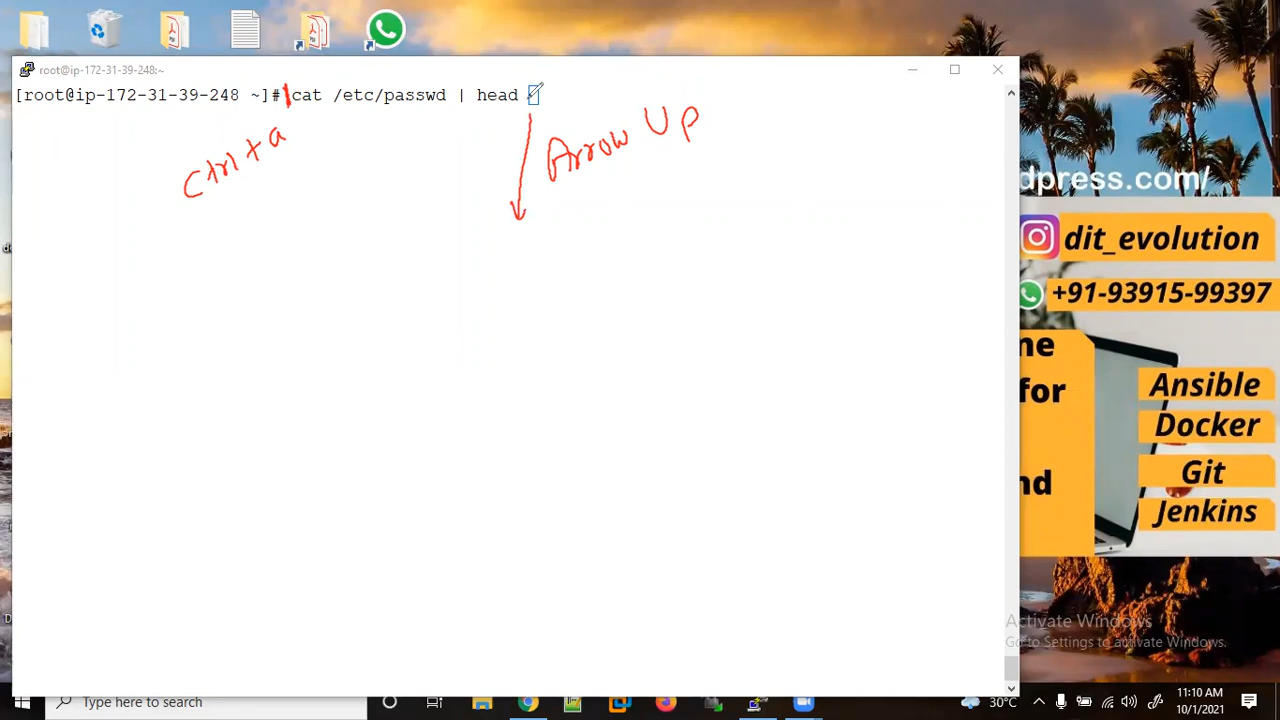 root@ip-172-31-39-248:~
[root@ip-172-31-39-248 ~]# cat /etc/passwd | head
Ctrl+a
Arrow Up
dpress.com/
dit_evolution
+91-93915-99397
ne
for
nd
Ansible
Docker
Git
Jenkins
Activate Windows
Go to Settings to activate Windows.
Type here to search
30°C
11:10 AM
10/1/2021